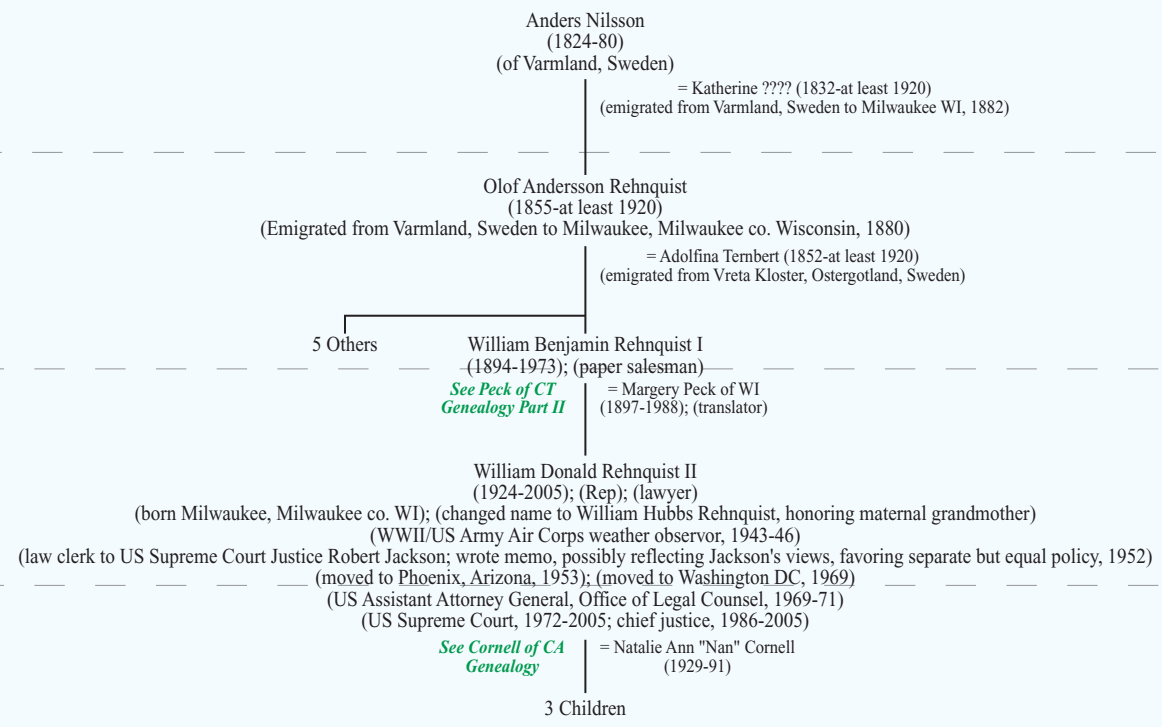 Anders Nilsson
(1824-80)
(of Varmland, Sweden)
= Katherine ???? (1832-at least 1920)
(emigrated from Varmland, Sweden to Milwaukee WI, 1882)
Olof Andersson Rehnquist
(1855-at least 1920)
(Emigrated from Varmland, Sweden to Milwaukee, Milwaukee co. Wisconsin, 1880)
= Adolfina Ternbert (1852-at least 1920)
(emigrated from Vreta Kloster, Ostergotland, Sweden)
5 Others
William Benjamin Rehnquist I
(1894-1973); (paper salesman)
See Peck of CT
Genealogy Part II
= Margery Peck of WI
(1897-1988); (translator)
William Donald Rehnquist II
(1924-2005); (Rep); (lawyer)
(born Milwaukee, Milwaukee co. WI); (changed name to William Hubbs Rehnquist, honoring maternal grandmother)
(WWII/US Army Air Corps weather observor, 1943-46)
(law clerk to US Supreme Court Justice Robert Jackson; wrote memo, possibly reflecting Jackson's views, favoring separate but equal policy, 1952)
(moved to Phoenix, Arizona, 1953); (moved to Washington DC, 1969)
(US Assistant Attorney General, Office of Legal Counsel, 1969-71)
(US Supreme Court, 1972-2005; chief justice, 1986-2005)
See Cornell of CA
Genealogy
= Natalie Ann "Nan" Cornell
(1929-91)
3 Children